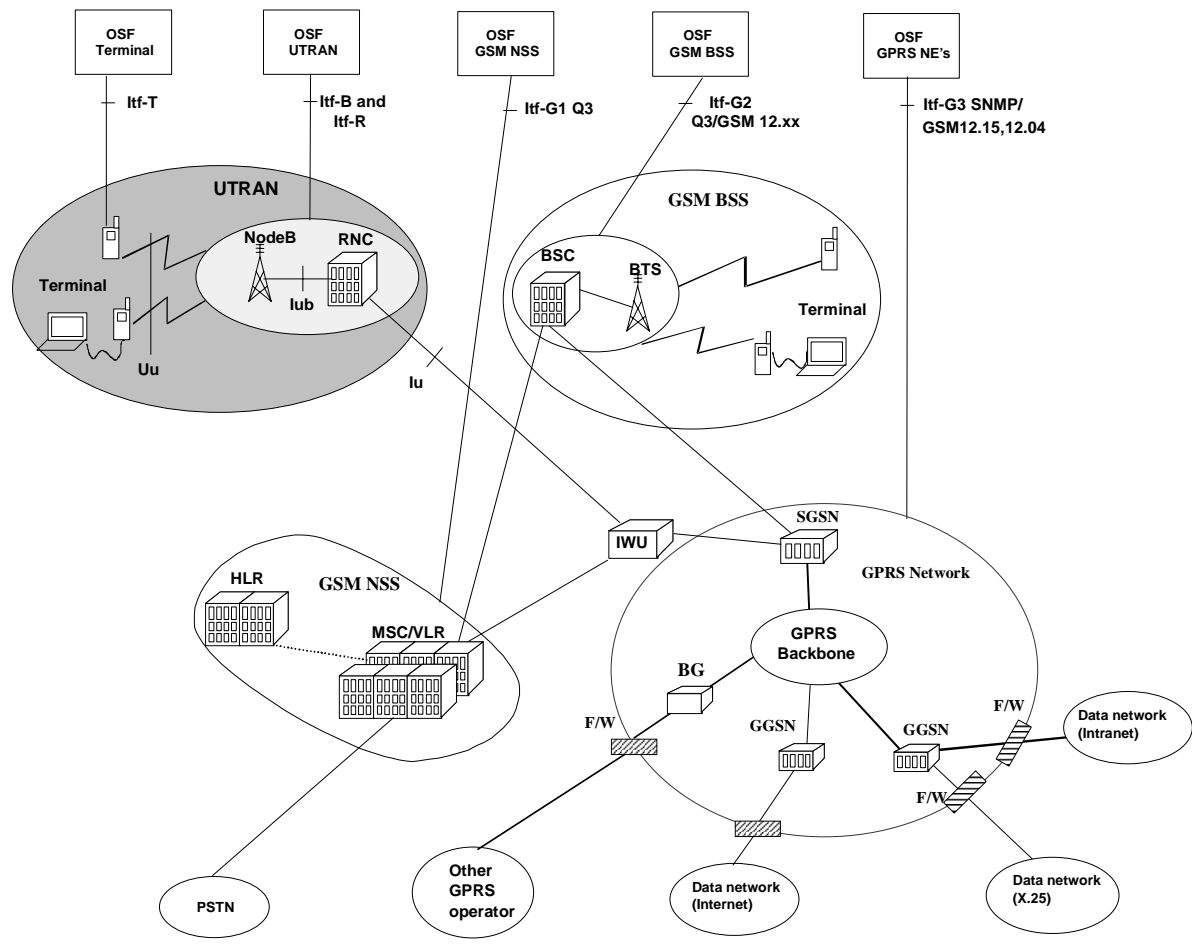 OSF
Terminal
OSF
UTRAN
OSF
GSM NSS
OSF
GSM BSS
OSF
GPRS NE's
Itf-T
Itf-B and
Itf-R
Itf-G1 Q3
Itf-G2
Q3/GSM 12.xx
Itf-G3 SNMP/
GSM12.15,12.04
UTRAN
GSM BSS
NodeB
RNC
BSC
BTS
Terminal
Iub
Terminal
Uu
Iu
SGSN
IWU
GPRS Network
HLR
GSM NSS
MSC/VLR
GPRS
Backbone
BG
F/W
GGSN
GGSN
F/W
Data network
(Intranet)
F/W
Other
GPRS
operator
PSTN
Data network
(Internet)
Data network
(X.25)